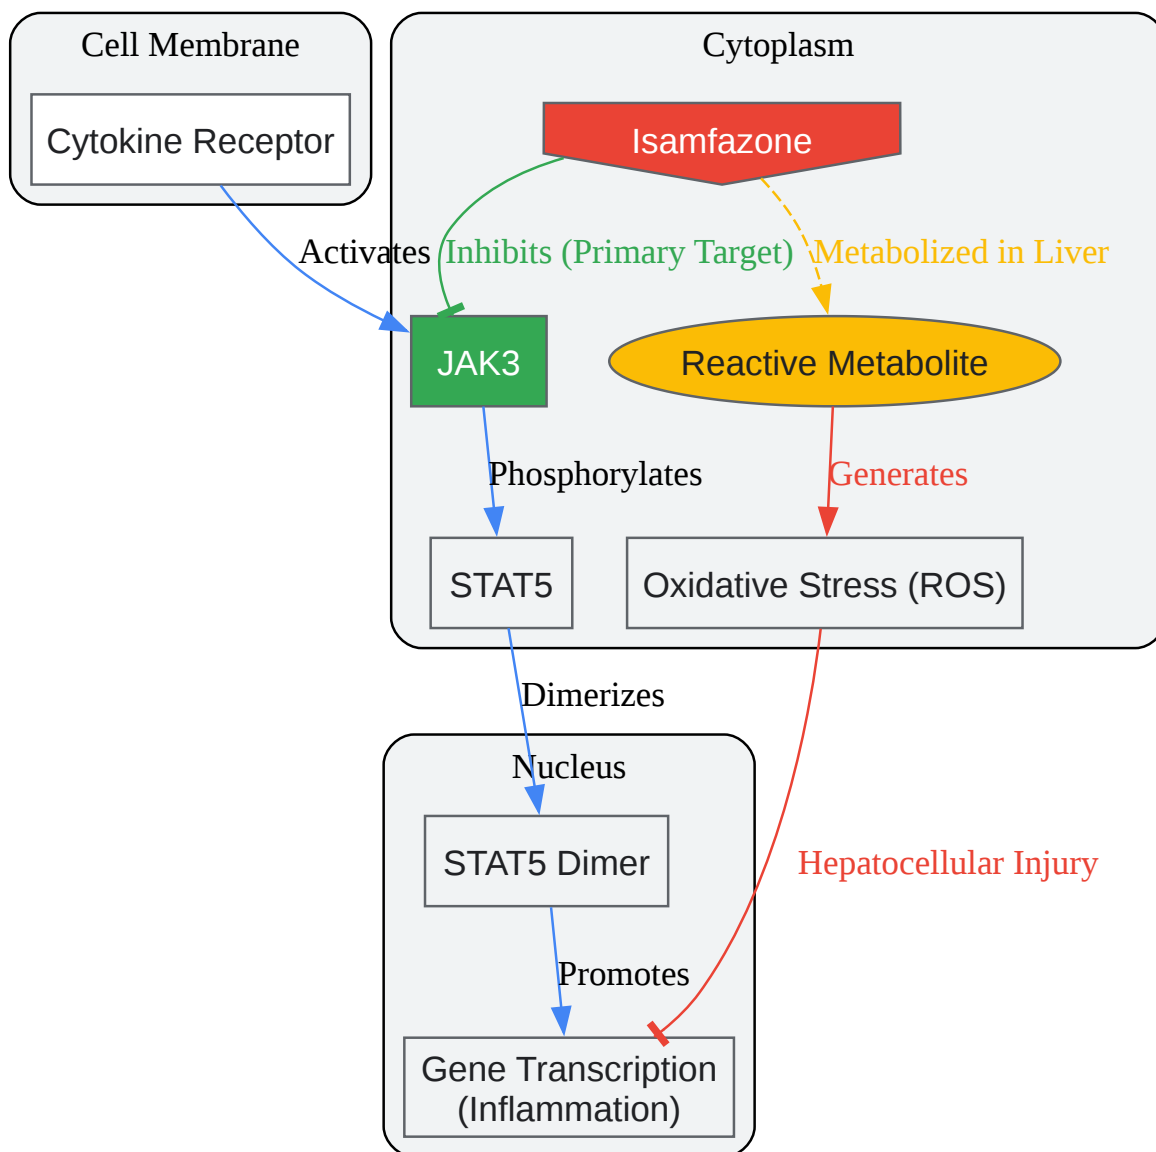 Cell Membrane
Cytoplasm
Cytokine Receptor
Isamfazone
Activates
Inhibits (Primary Target)
Metabolized in Liver
JAK3
Reactive Metabolite
Phosphorylates
Generates
STAT5
Oxidative Stress (ROS)
Dimerizes
Nucleus
STAT5 Dimer
Hepatocellular Injury
Promotes
Gene Transcription
(Inflammation)